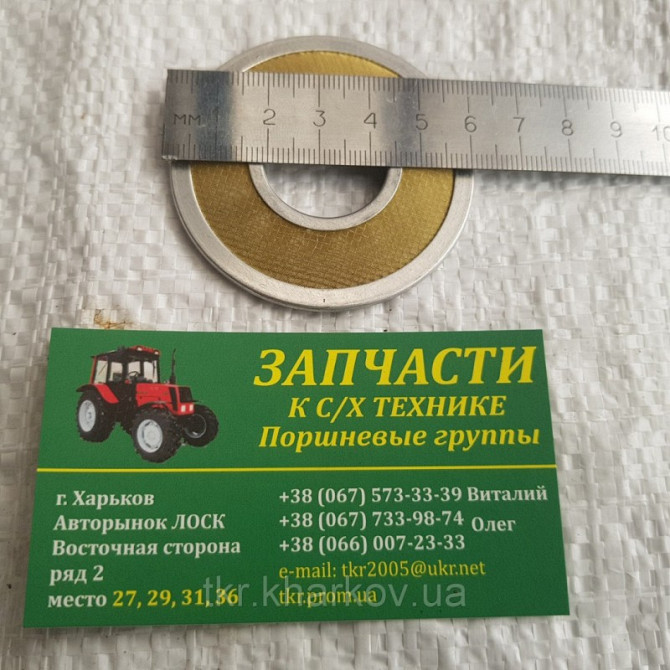 мм 1 2 3 4 5 6 7 8 9 10
ЗАПЧАСТИ
К С/Х ТЕХНИКЕ
Поршневые группы
г. Харьков
Авторынок ЛОСК
Восточная сторона
ряд 2
место 27, 29, 31, 36
+38 (067) 573-33-39 Виталий
+38 (067) 733-98-74 Олег
+38 (066) 007-23-33
e-mail: tkr2005@ukr.net
tkr.prom.ua
tkr.kharkov.ua